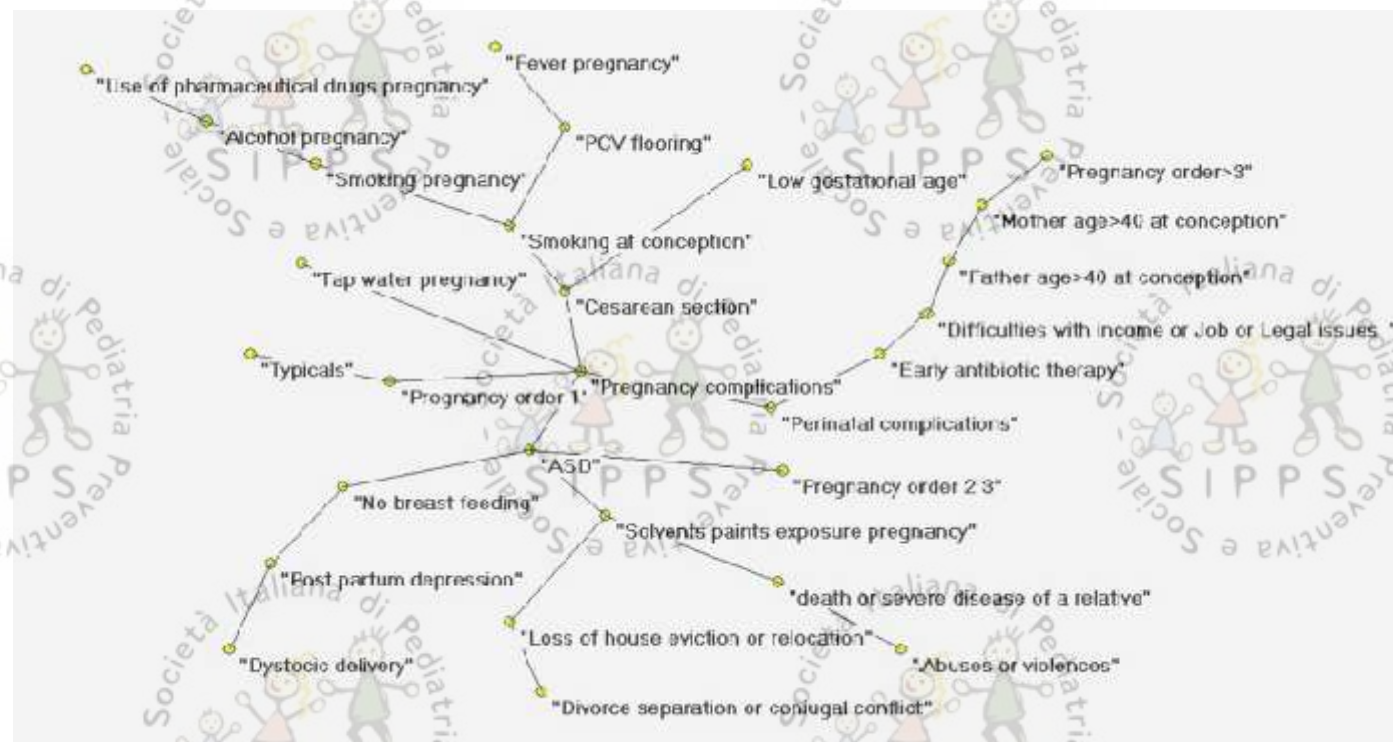 "Fever pregnancy"
"Use of pharmaceutical drugs pregnancy"
"Alcohol pregnancy"
"PCV flooring"
"Smoking pregnancy"
"Low gestational age"
"Pregnancy order>3"
"Mother age>40 at conception"
"Smoking at conception"
"Tap water pregnancy"
"Father age>40 at conception"
"Cesarean section"
"Difficulties with income or Job or Legal issues
"Typicals"
"Early antibiotic therapy"
"Pregnancy complications"
"Pregnancy order 1"
"Perinatal complications"
"ASD"
"Pregnancy order 2 3"
"No breast feeding"
"Solvents paints exposure pregnancy"
"Post partum depression"
"death or severe disease of a relative"
"Loss of house eviction or relocation"
"Dystocic delivery"
"Abuses or violences"
"Divorce separation or coniugal conflict"
Società Italiana di Pediatria Preventiva e Sociale
SIPPS